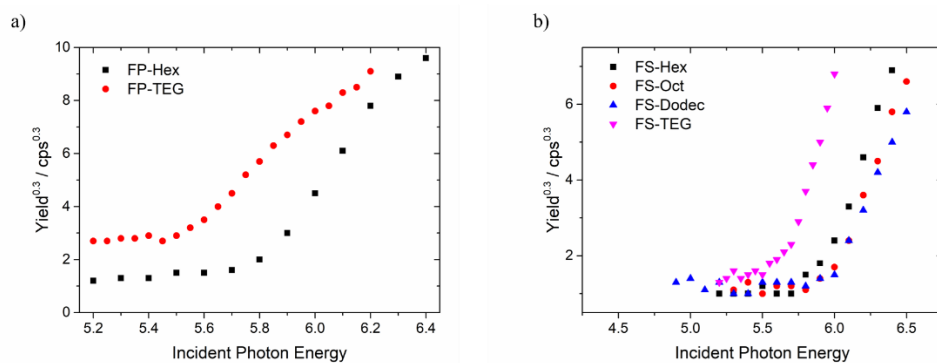 a)
10
8
6
4
2
0
Yield^0.3 / cps^0.3
FP-Hex
FP-TEG
5.2 5.4 5.6 5.8 6.0 6.2 6.4
Incident Photon Energy
b)
6
4
2
Yield^0.3 / cps^0.3
FS-Hex
FS-Oct
FS-Dodec
FS-TEG
4.5 5.0 5.5 6.0 6.5
Incident Photon Energy